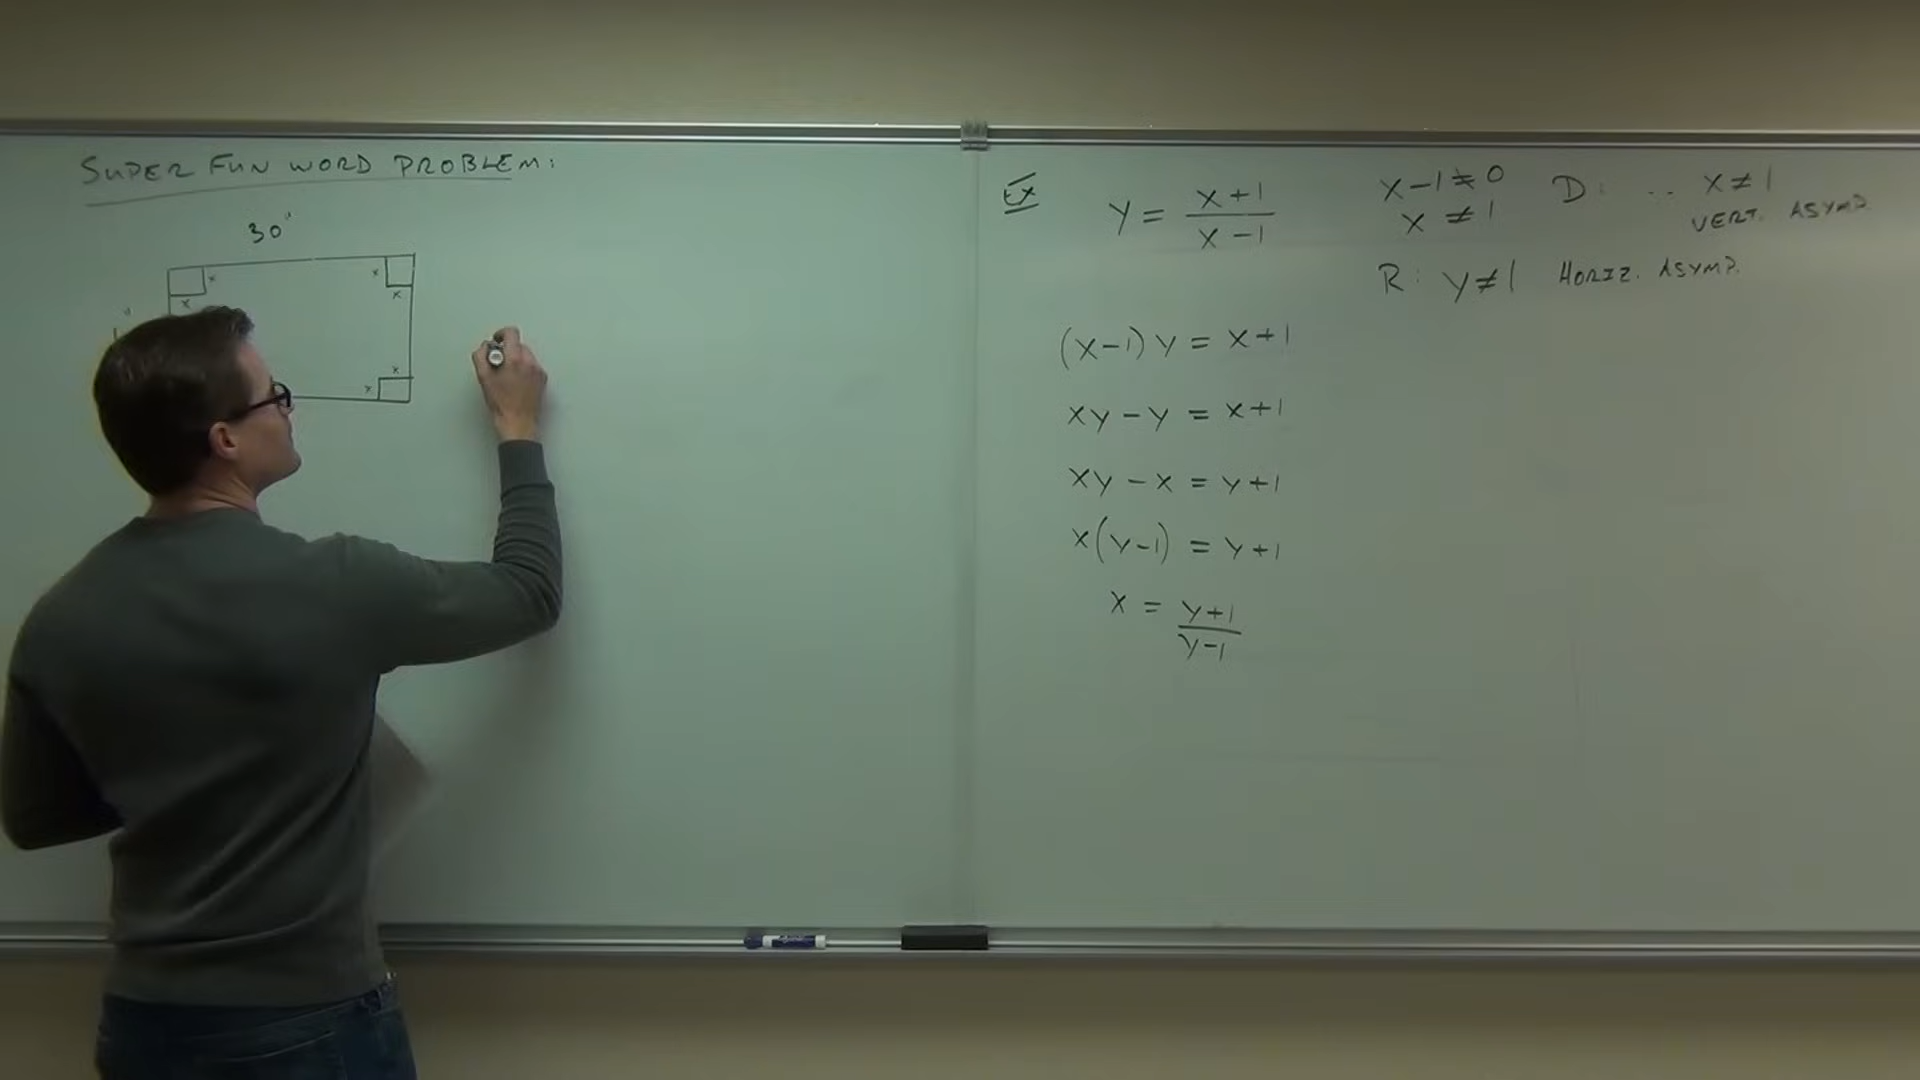 SUPER FUN WORD PROBLEM:
30"
x x
x x
x
x
Ex y = x+1 / x-1
x-1≠0
x ≠ 1
D: .. x≠1
VERT. ASYMP.
R: y≠1 HORIZ. ASYMP.
(x-1)y = x+1
xy - y = x+1
xy - x = y+1
x(y-1) = y+1
x = y+1 / y-1